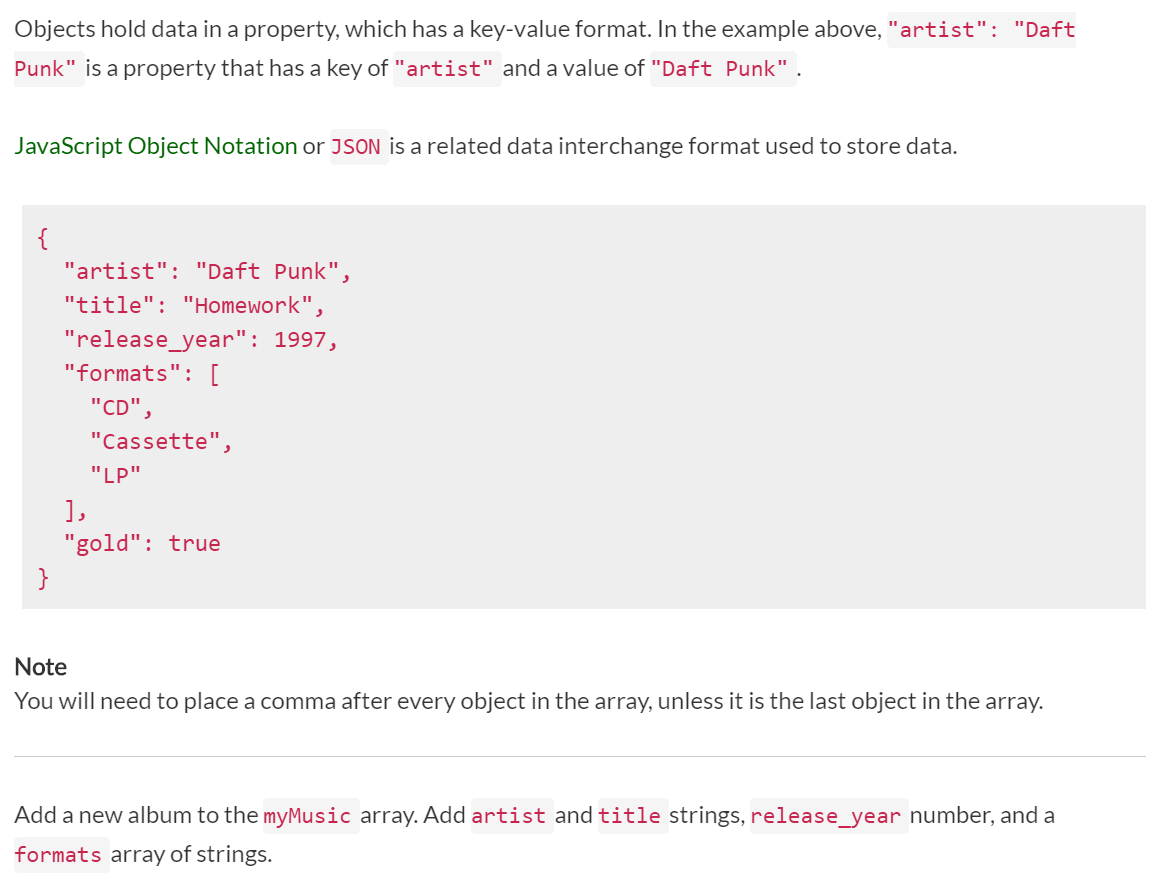 Objects hold data in a property, which has a key-value format. In the example above, "artist": "Daft
Punk" is a property that has a key of "artist" and a value of "Daft Punk" .
JavaScript Object Notation or JSON is a related data interchange format used to store data.
{
  "artist": "Daft Punk",
  "title": "Homework",
  "release_year": 1997,
  "formats": [
    "CD",
    "Cassette",
    "LP"
  ],
  "gold": true
}
Note
You will need to place a comma after every object in the array, unless it is the last object in the array.
Add a new album to the myMusic array. Add artist and title strings, release_year number, and a
formats array of strings.